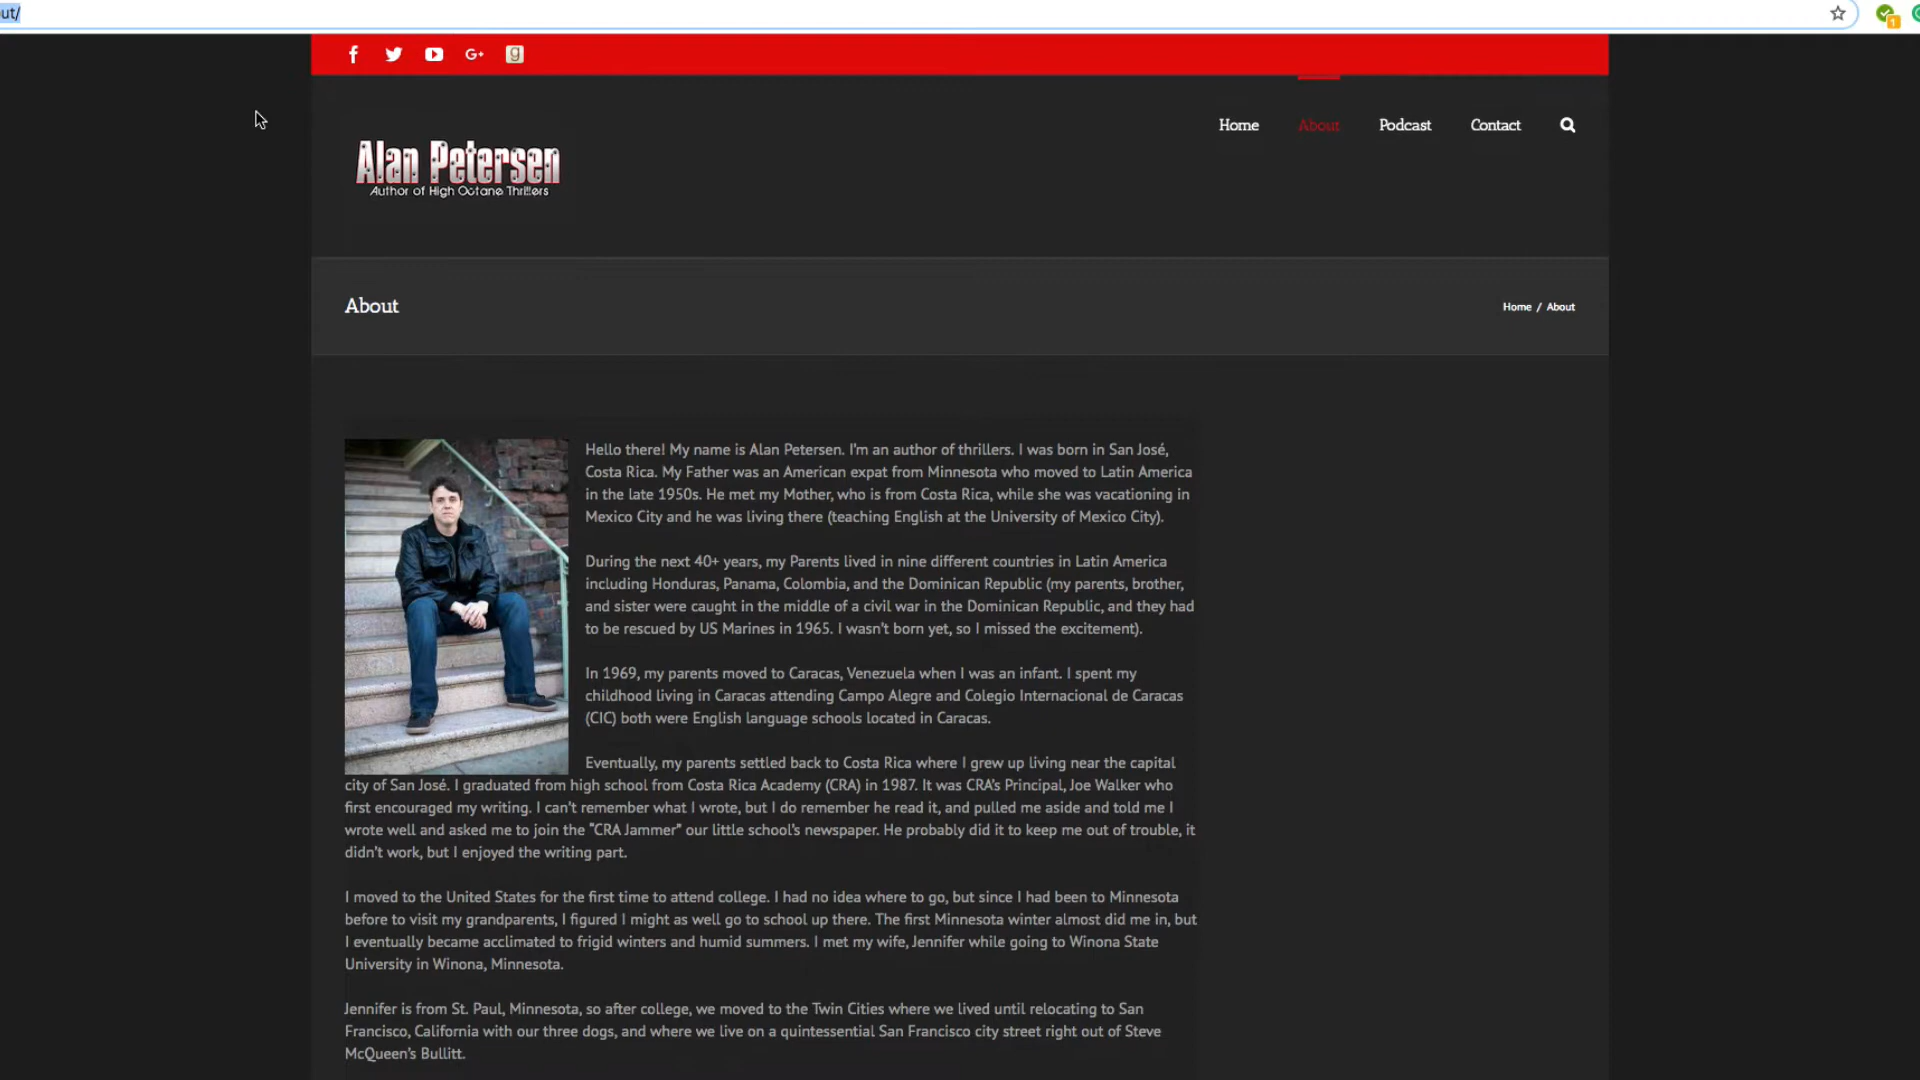 ut/
Alan Petersen
Author of High Octane Thrillers
Home About Podcast Contact
About
Home / About
Hello there! My name is Alan Petersen. I'm an author of thrillers. I was born in San José,
Costa Rica. My Father was an American expat from Minnesota who moved to Latin America
in the late 1950s. He met my Mother, who is from Costa Rica, while she was vacationing in
Mexico City and he was living there (teaching English at the University of Mexico City).
During the next 40+ years, my Parents lived in nine different countries in Latin America
including Honduras, Panama, Colombia, and the Dominican Republic (my parents, brother,
and sister were caught in the middle of a civil war in the Dominican Republic, and they had
to be rescued by US Marines in 1965. I wasn't born yet, so I missed the excitement).
In 1969, my parents moved to Caracas, Venezuela when I was an infant. I spent my
childhood living in Caracas attending Campo Alegre and Colegio Internacional de Caracas
(CIC) both were English language schools located in Caracas.
Eventually, my parents settled back to Costa Rica where I grew up living near the capital
city of San José. I graduated from high school from Costa Rica Academy (CRA) in 1987. It was CRA's Principal, Joe Walker who
first encouraged my writing. I can't remember what I wrote, but I do remember he read it, and pulled me aside and told me I
wrote well and asked me to join the "CRA Jammer" our little school's newspaper. He probably did it to keep me out of trouble, it
didn't work, but I enjoyed the writing part.
I moved to the United States for the first time to attend college. I had no idea where to go, but since I had been to Minnesota
before to visit my grandparents, I figured I might as well go to school up there. The first Minnesota winter almost did me in, but
I eventually became acclimated to frigid winters and humid summers. I met my wife, Jennifer while going to Winona State
University in Winona, Minnesota.
Jennifer is from St. Paul, Minnesota, so after college, we moved to the Twin Cities where we lived until relocating to San
Francisco, California with our three dogs, and where we live on a quintessential San Francisco city street right out of Steve
McQueen's Bullitt.